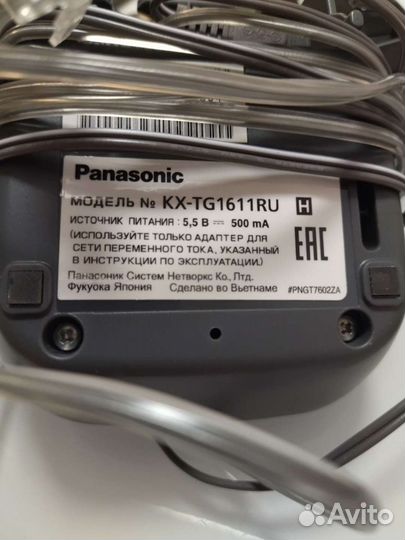 Panasonic
МОДЕЛЬ № KX-TG1611RU H
ИСТОЧНИК ПИТАНИЯ : 5,5 В ⎓ 500 mA
(ИСПОЛЬЗУЙТЕ ТОЛЬКО АДАПТЕР ДЛЯ
СЕТИ ПЕРЕМЕННОГО ТОКА, УКАЗАННЫЙ
В ИНСТРУКЦИИ ПО ЭКСПЛУАТАЦИИ.)
EAC
Панасоник Систем Нетворкс Ко.,Лтд.
Фукуока Япония Сделано во Вьетнаме #PNGT7602ZA
Avito